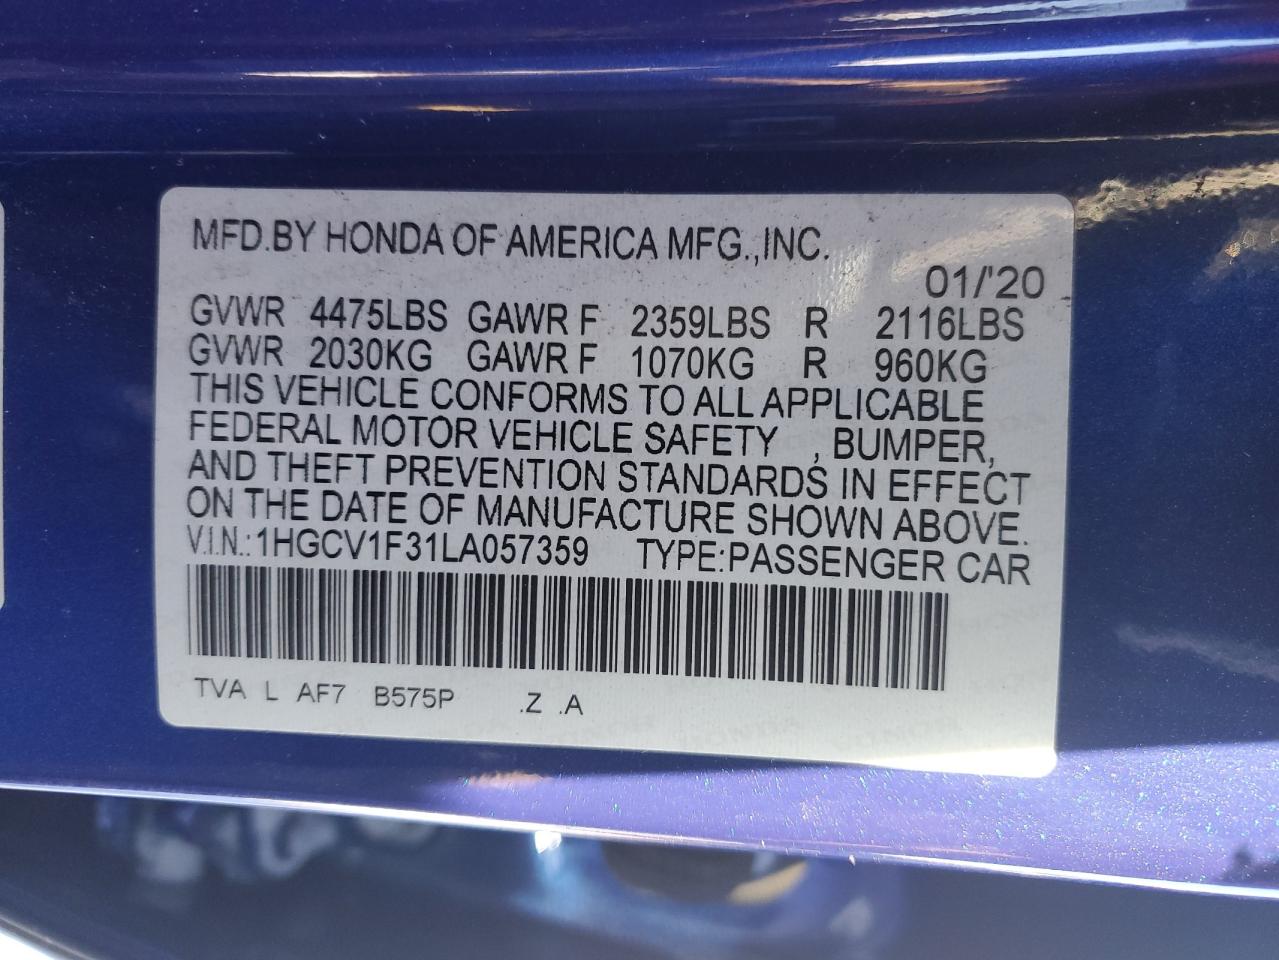 MFD.BY HONDA OF AMERICA MFG.,INC.
01/'20
GVWR 4475LBS GAWR F 2359LBS R 2116LBS
GVWR 2030KG GAWR F 1070KG R 960KG
THIS VEHICLE CONFORMS TO ALL APPLICABLE
FEDERAL MOTOR VEHICLE SAFETY , BUMPER,
AND THEFT PREVENTION STANDARDS IN EFFECT
ON THE DATE OF MANUFACTURE SHOWN ABOVE.
V.I.N.:1HGCV1F31LA057359 TYPE:PASSENGER CAR
TVA L AF7 B575P .Z .A